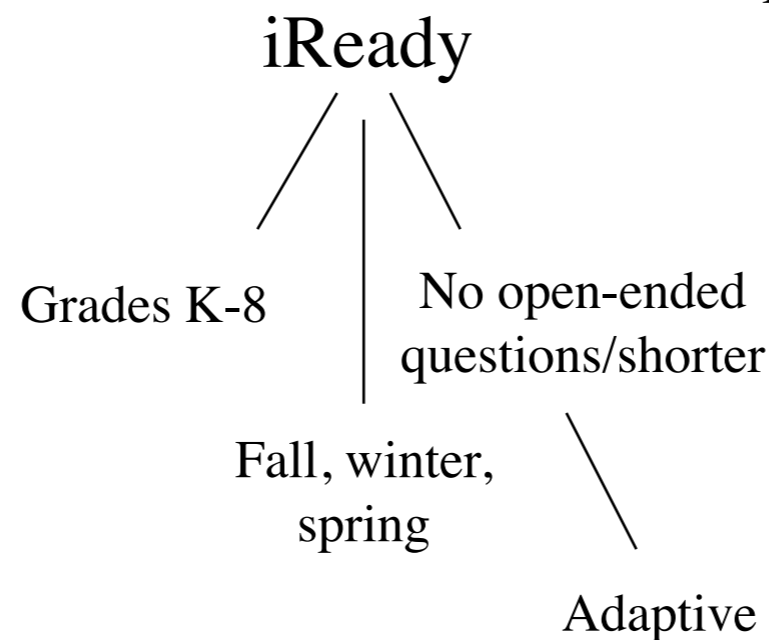 iReady
Grades K-8
No open-ended
questions/shorter
Fall, winter,
spring
Adaptive